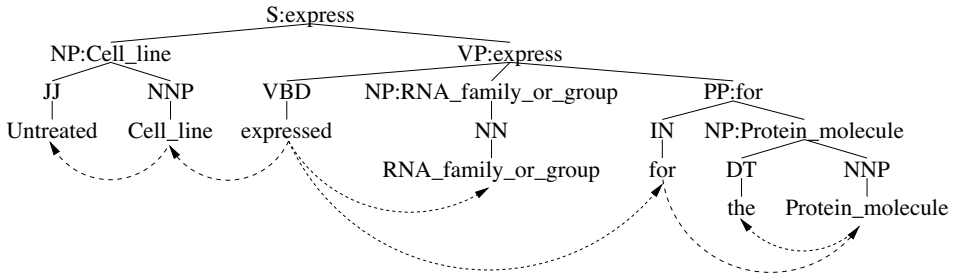 S:express
NP:Cell_line VP:express
JJ NNP VBD NP:RNA_family_or_group PP:for
Untreated Cell_line expressed NN IN NP:Protein_molecule
RNA_family_or_group for DT NNP
the Protein_molecule